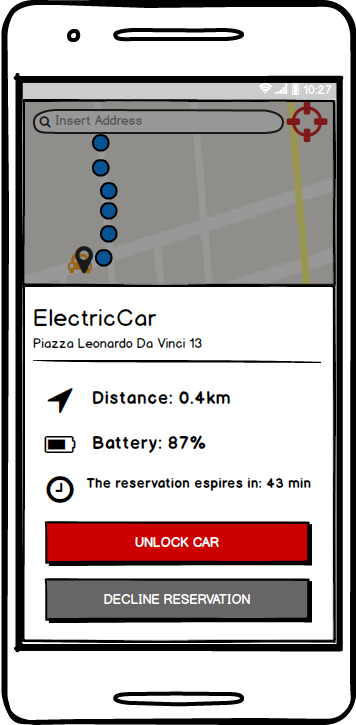 10:27
Insert Address
ElectricCar
Piazza Leonardo Da Vinci 13
Distance: 0.4km
Battery: 87%
The reservation espires in: 43 min
UNLOCK CAR
DECLINE RESERVATION